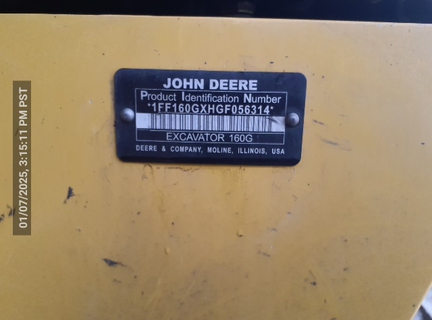 JOHN DEERE
Product Identification Number
*1FF160GXHGF056314*
EXCAVATOR 160G
DEERE & COMPANY, MOLINE, ILLINOIS, USA
01/07/2025, 3:15:11 PM PST